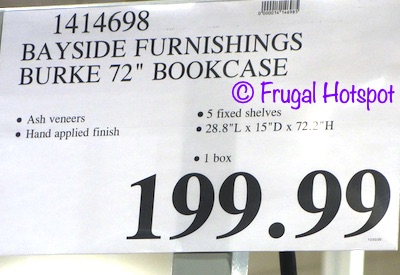 1414698
BAYSIDE FURNISHINGS
BURKE 72" BOOKCASE
© Frugal Hotspot
• Ash veneers
• Hand applied finish
• 5 fixed shelves
• 28.8"L x 15"D x 72.2"H
• 1 box
199.99